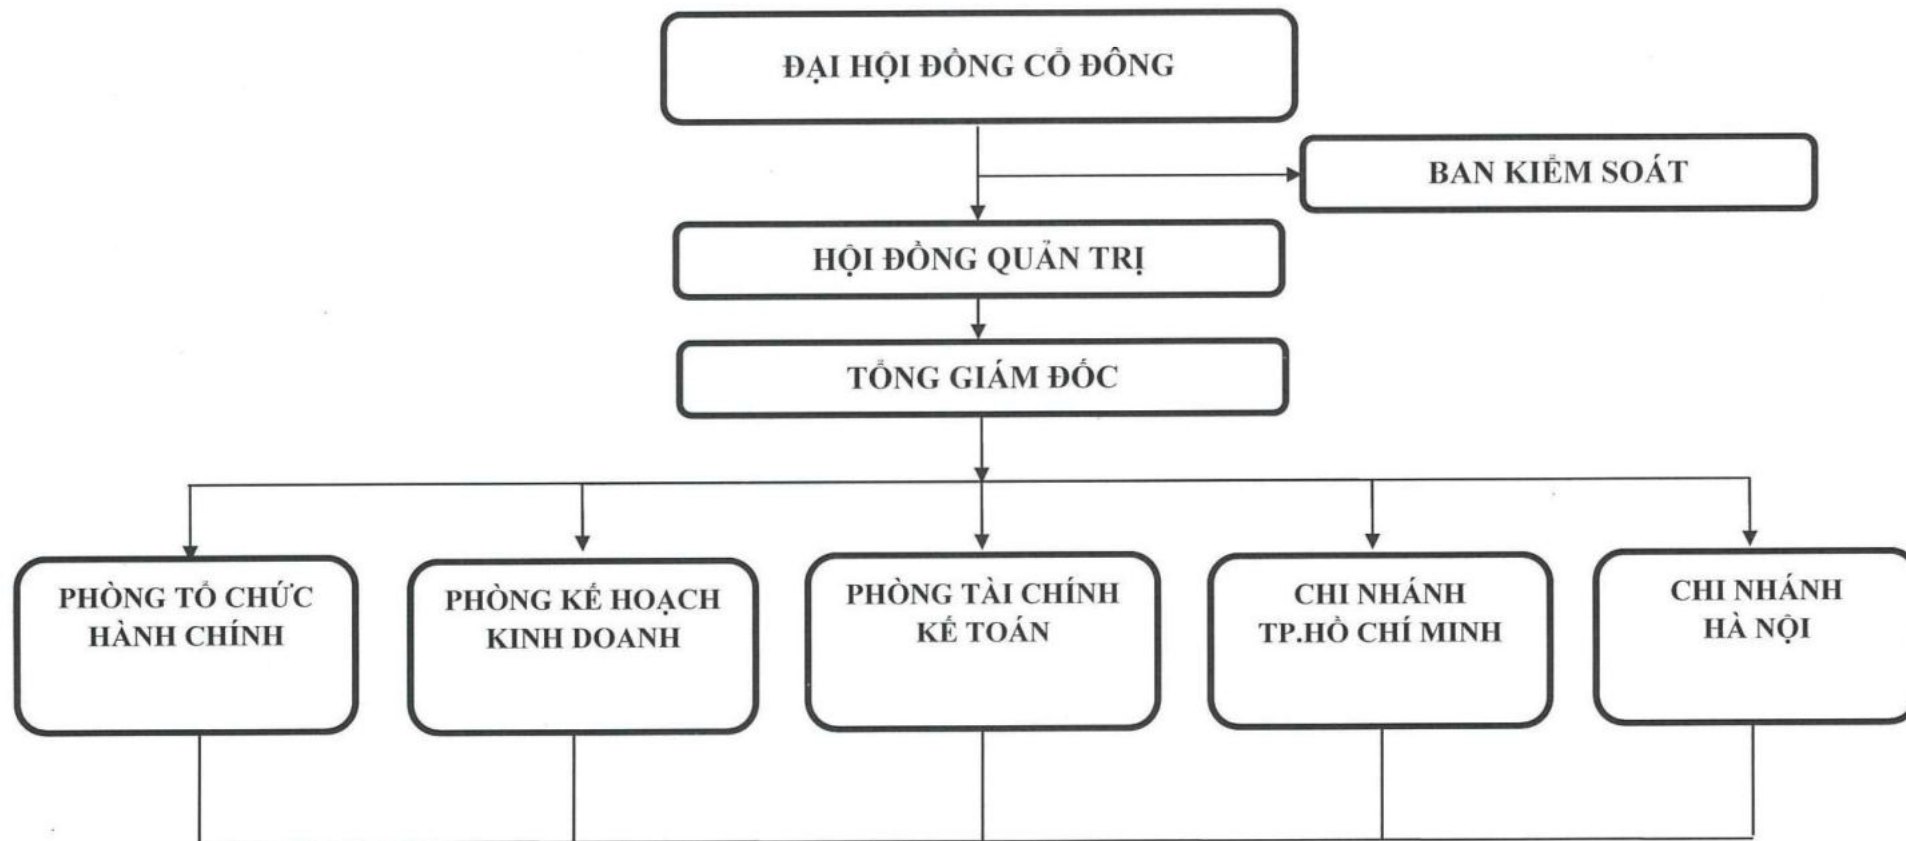 ĐẠI HỘI ĐỒNG CỔ ĐÔNG
BAN KIỂM SOÁT
HỘI ĐỒNG QUẢN TRỊ
TỔNG GIÁM ĐỐC
PHÒNG TỔ CHỨC
HÀNH CHÍNH
PHÒNG KẾ HOẠCH
KINH DOANH
PHÒNG TÀI CHÍNH
KẾ TOÁN
CHI NHÁNH
TP.HỒ CHÍ MINH
CHI NHÁNH
HÀ NỘI